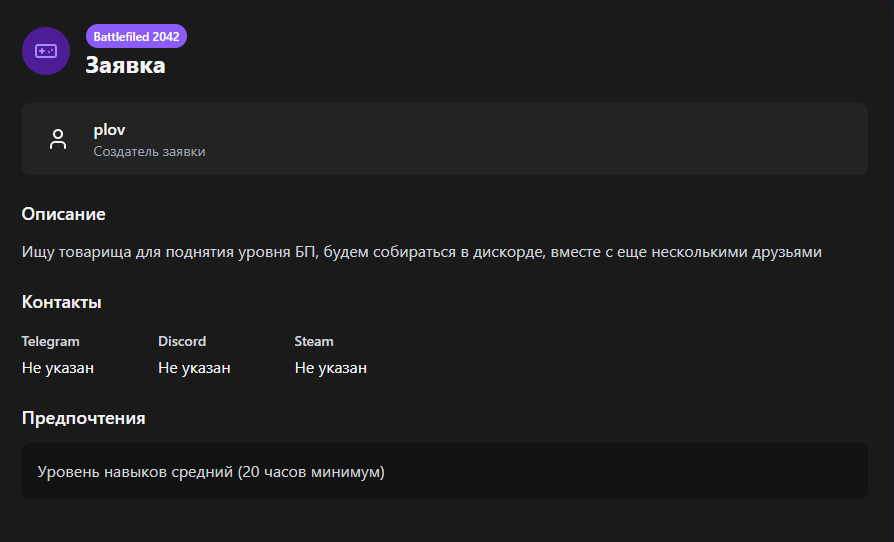 Battlefiled 2042
Заявка
plov
Создатель заявки
Описание
Ищу товарища для поднятия уровня БП, будем собираться в дискорде, вместе с еще несколькими друзьями
Контакты
Telegram Discord Steam
Не указан Не указан Не указан
Предпочтения
Уровень навыков средний (20 часов минимум)